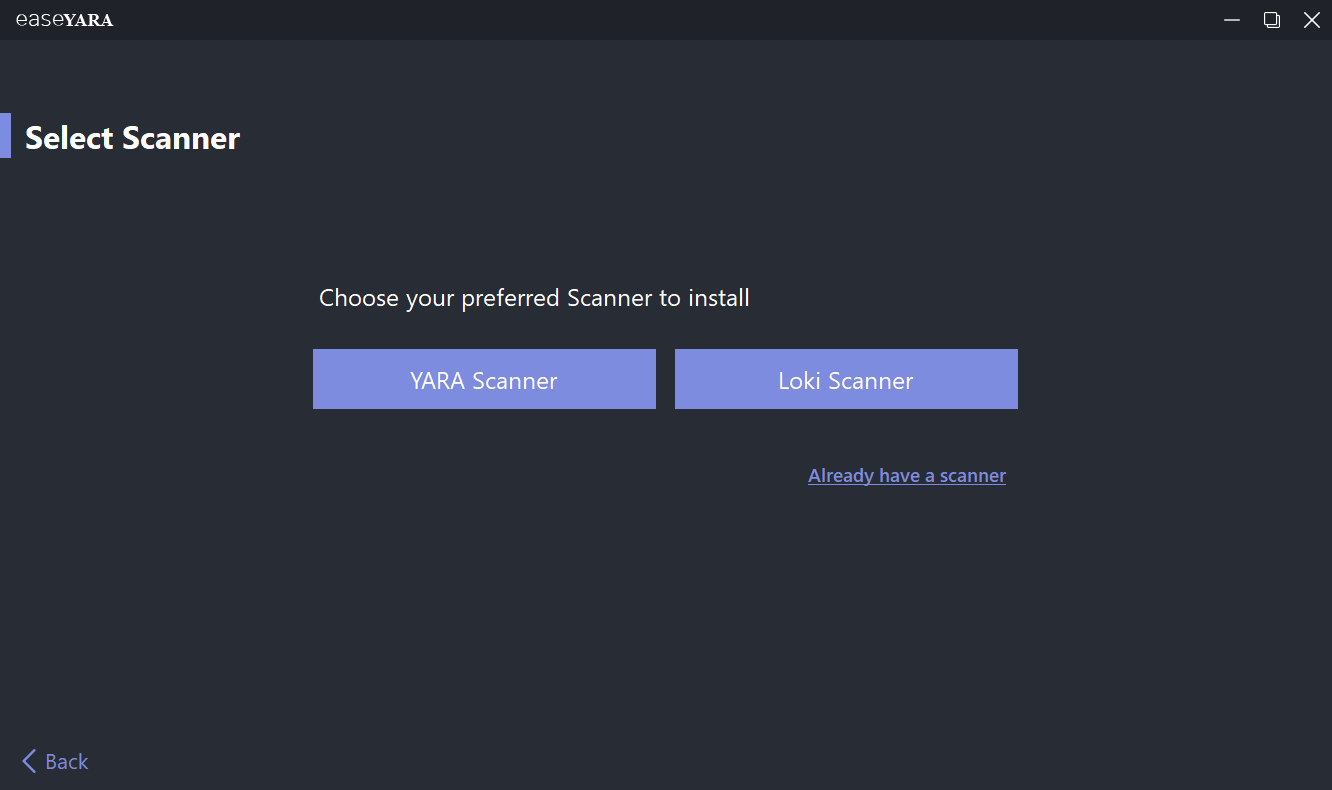 easeYARA
Select Scanner
Choose your preferred Scanner to install
YARA Scanner
Loki Scanner
Already have a scanner
Back